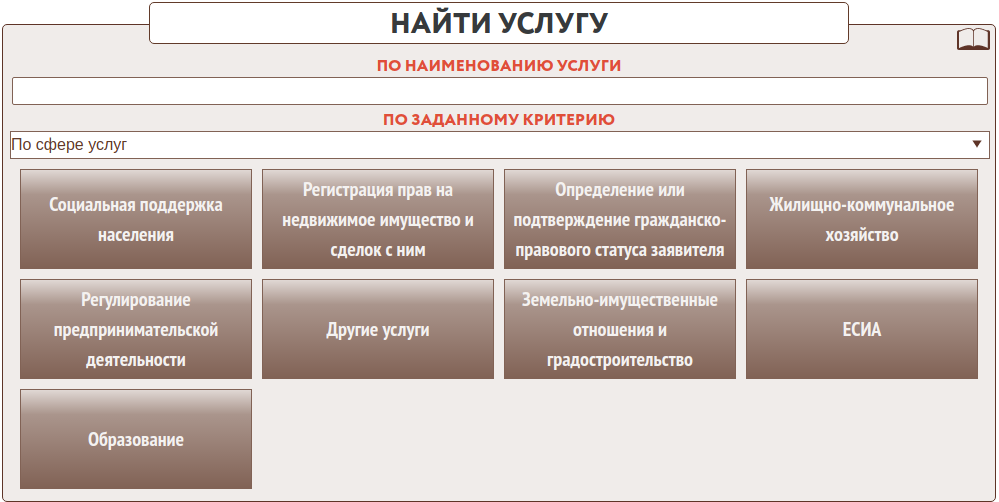 НАЙТИ УСЛУГУ
ПО НАИМЕНОВАНИЮ УСЛУГИ
ПО ЗАДАННОМУ КРИТЕРИЮ
По сфере услуг
Социальная поддержка
населения
Регистрация прав на
недвижимое имущество и
сделок с ним
Определение или
подтверждение гражданско-
правового статуса заявителя
Жилищно-коммунальное
хозяйство
Регулирование
предпринимательской
деятельности
Другие услуги
Земельно-имущественные
отношения и
градостроительство
ЕСИА
Образование